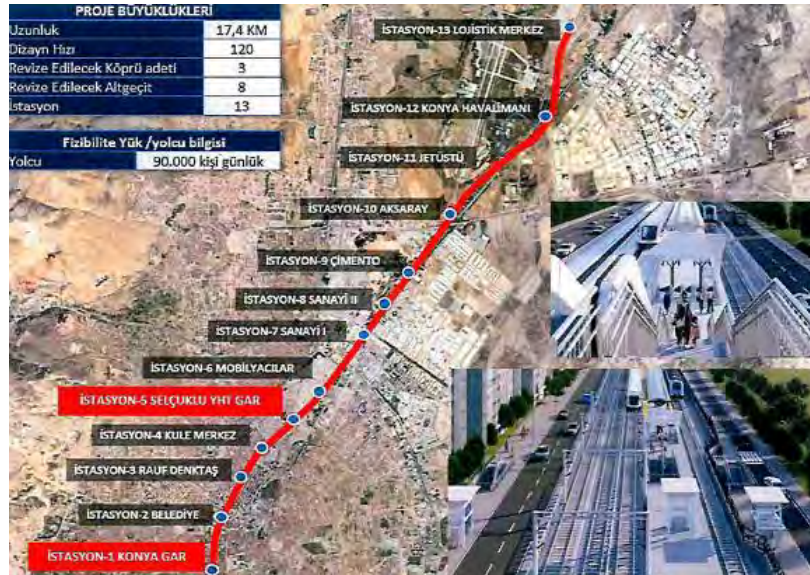 PROJE BÜYÜKLÜKLERİ
Uzunluk 17,4 KM
Dizayn Hızı 120
Revize Edilecek Köprü adeti 3
Revize Edilecek Altgeçit 8
İstasyon 13
Fizibilite Yük /yolcu bilgisi
Yolcu 90.000 kişi günlük
İSTASYON-13 LOJİSTİK MERKEZ
İSTASYON-12 KONYA HAVALİMANI
İSTASYON-11 JETÜSTÜ
İSTASYON-10 AKSARAY
İSTASYON-9 ÇİMENTO
İSTASYON-8 SANAYİ II
İSTASYON-7 SANAYİ I
İSTASYON-6 MOBİLYACILAR
İSTASYON-5 SELÇUKLU YHT GAR
İSTASYON-4 KULE MERKEZ
İSTASYON-3 RAUF DENKTAŞ
İSTASYON-2 BELEDİYE
İSTASYON-1 KONYA GAR